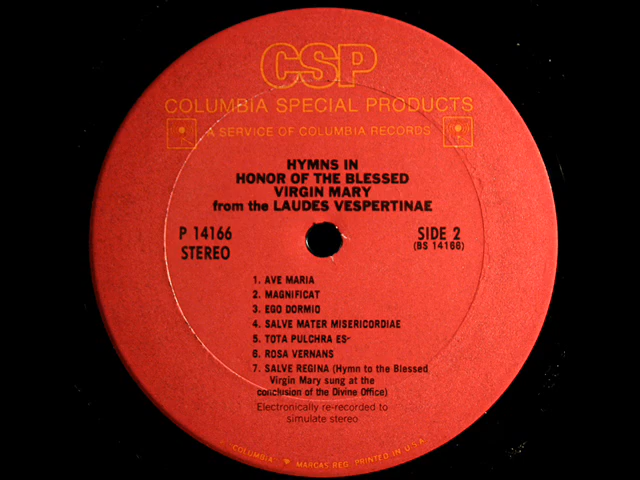 CSP
COLUMBIA SPECIAL PRODUCTS
A SERVICE OF COLUMBIA RECORDS
HYMNS IN
HONOR OF THE BLESSED
VIRGIN MARY
from the LAUDES VESPERTINAE
P 14166
STEREO
SIDE 2
(BS 14166)
1. AVE MARIA
2. MAGNIFICAT
3. EGO DORMIO
4. SALVE MATER MISERICORDIAE
5. TOTA PULCHRA ES
6. ROSA VERNANS
7. SALVE REGINA (Hymn to the Blessed
Virgin Mary sung at the
conclusion of the Divine Office)
Electronically re-recorded to
simulate stereo
COLUMBIA MARCAS REG. PRINTED IN U.S.A.